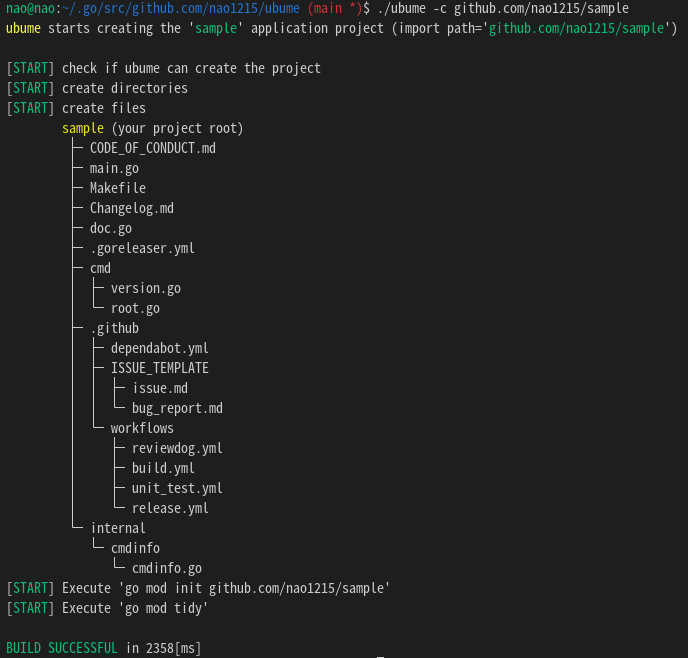 nao@nao:~/.go/src/github.com/nao1215/ubume (main *)$ ./ubume -c github.com/nao1215/sample
ubume starts creating the 'sample' application project (import path='github.com/nao1215/sample')
[START] check if ubume can create the project
[START] create directories
[START] create files
sample (your project root)
├─ CODE_OF_CONDUCT.md
├─ main.go
├─ Makefile
├─ Changelog.md
├─ doc.go
├─ .goreleaser.yml
├─ cmd
│ ├─ version.go
│ └─ root.go
├─ .github
│ ├─ dependabot.yml
│ ├─ ISSUE_TEMPLATE
│ │ ├─ issue.md
│ │ └─ bug_report.md
│ └─ workflows
│   ├─ reviewdog.yml
│   ├─ build.yml
│   ├─ unit_test.yml
│   └─ release.yml
└─ internal
  └─ cmdinfo
    └─ cmdinfo.go
[START] Execute 'go mod init github.com/nao1215/sample'
[START] Execute 'go mod tidy'
BUILD SUCCESSFUL in 2358[ms]